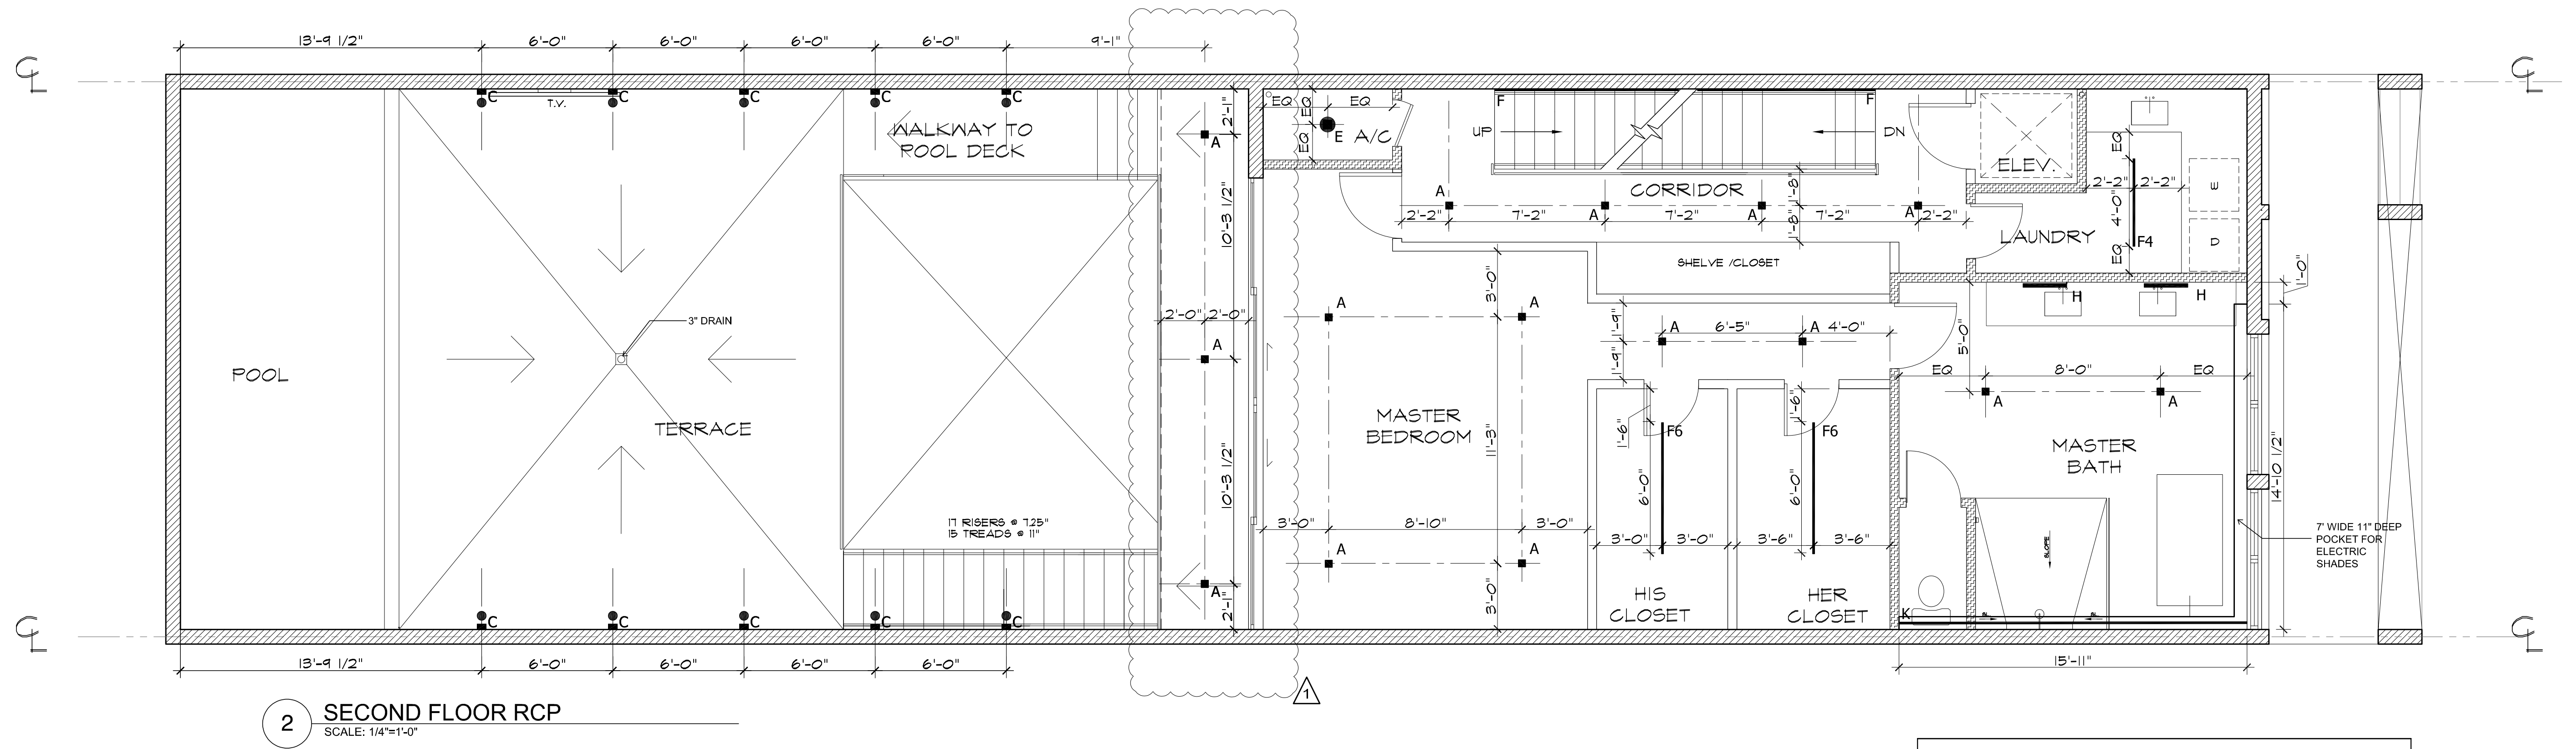 13'-9 1/2" 6'-0" 6'-0" 6'-0" 6'-0" 9'-1"
C C C C C
T.V.
WALKWAY TO
POOL DECK
2'-1"
A
EQ EQ
EQ
EQ
E A/C
F F
UP DN
ELEV.
EQ
2'-2" 2'-2"
4'-0"
EQ
F4
W
D
LAUNDRY
CORRIDOR
A A A A
2'-2" 7'-2" 7'-2" 7'-2" 2'-2"
1'-8"
1'-8"
SHELVE /CLOSET
10'-3 1/2"
3" DRAIN
2'-0" 2'-0"
A
POOL
TERRACE
10'-3 1/2"
17 RISERS @ 7.25"
15 TREADS @ 11"
A
2'-1"
3'-0"
A A
11'-3"
MASTER
BEDROOM
3'-0" 8'-10" 3'-0"
A A
3'-0"
1'-9"
1'-9"
A 6'-5" A 4'-0"
1'-6" 1'-6"
F6 F6
6'-0" 6'-0"
3'-0" 3'-0" 3'-6" 3'-6"
HIS
CLOSET
HER
CLOSET
H H
1'-0"
5'-0"
EQ 8'-0" EQ
A A
MASTER
BATH
14'-10 1/2"
7' WIDE 11" DEEP
POCKET FOR
ELECTRIC
SHADES
SLOPE
K
15'-11"
C C C C C
13'-9 1/2" 6'-0" 6'-0" 6'-0" 6'-0"
1
2 SECOND FLOOR RCP
SCALE: 1/4"=1'-0"